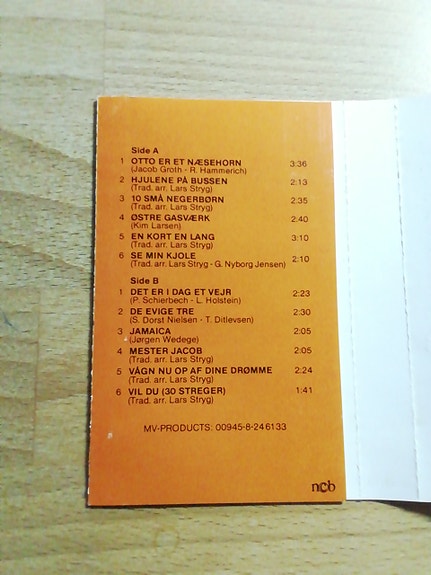 Side A
1 OTTO ER ET NÆSEHORN 3:36
(Jacob Groth - R. Hammerich)
2 HJULENE PÅ BUSSEN 2:13
(Trad. arr. Lars Stryg)
3 10 SMÅ NEGERBØRN 2:35
(Trad. arr. Lars Stryg)
4 ØSTRE GASVÆRK 2:40
(Kim Larsen)
5 EN KORT EN LANG 3:10
(Trad. arr. Lars Stryg)
6 SE MIN KJOLE 2:10
(Trad. arr. Lars Stryg - G. Nyborg Jensen)
Side B
1 DET ER I DAG ET VEJR 2:23
(P. Schierbech - L. Holstein)
2 DE EVIGE TRE 2:30
(S. Dorst Nielsen - T. Ditlevsen)
3 JAMAICA 2:05
(Jørgen Wedege)
4 MESTER JACOB 2:05
(Trad. arr. Lars Stryg)
5 VÅGN NU OP AF DINE DRØMME 2:24
(Trad. arr. Lars Stryg)
6 VIL DU (30 STREGER) 1:41
(Trad. arr. Lars Stryg)
MV-PRODUCTS: 00945-8-246133
ncb